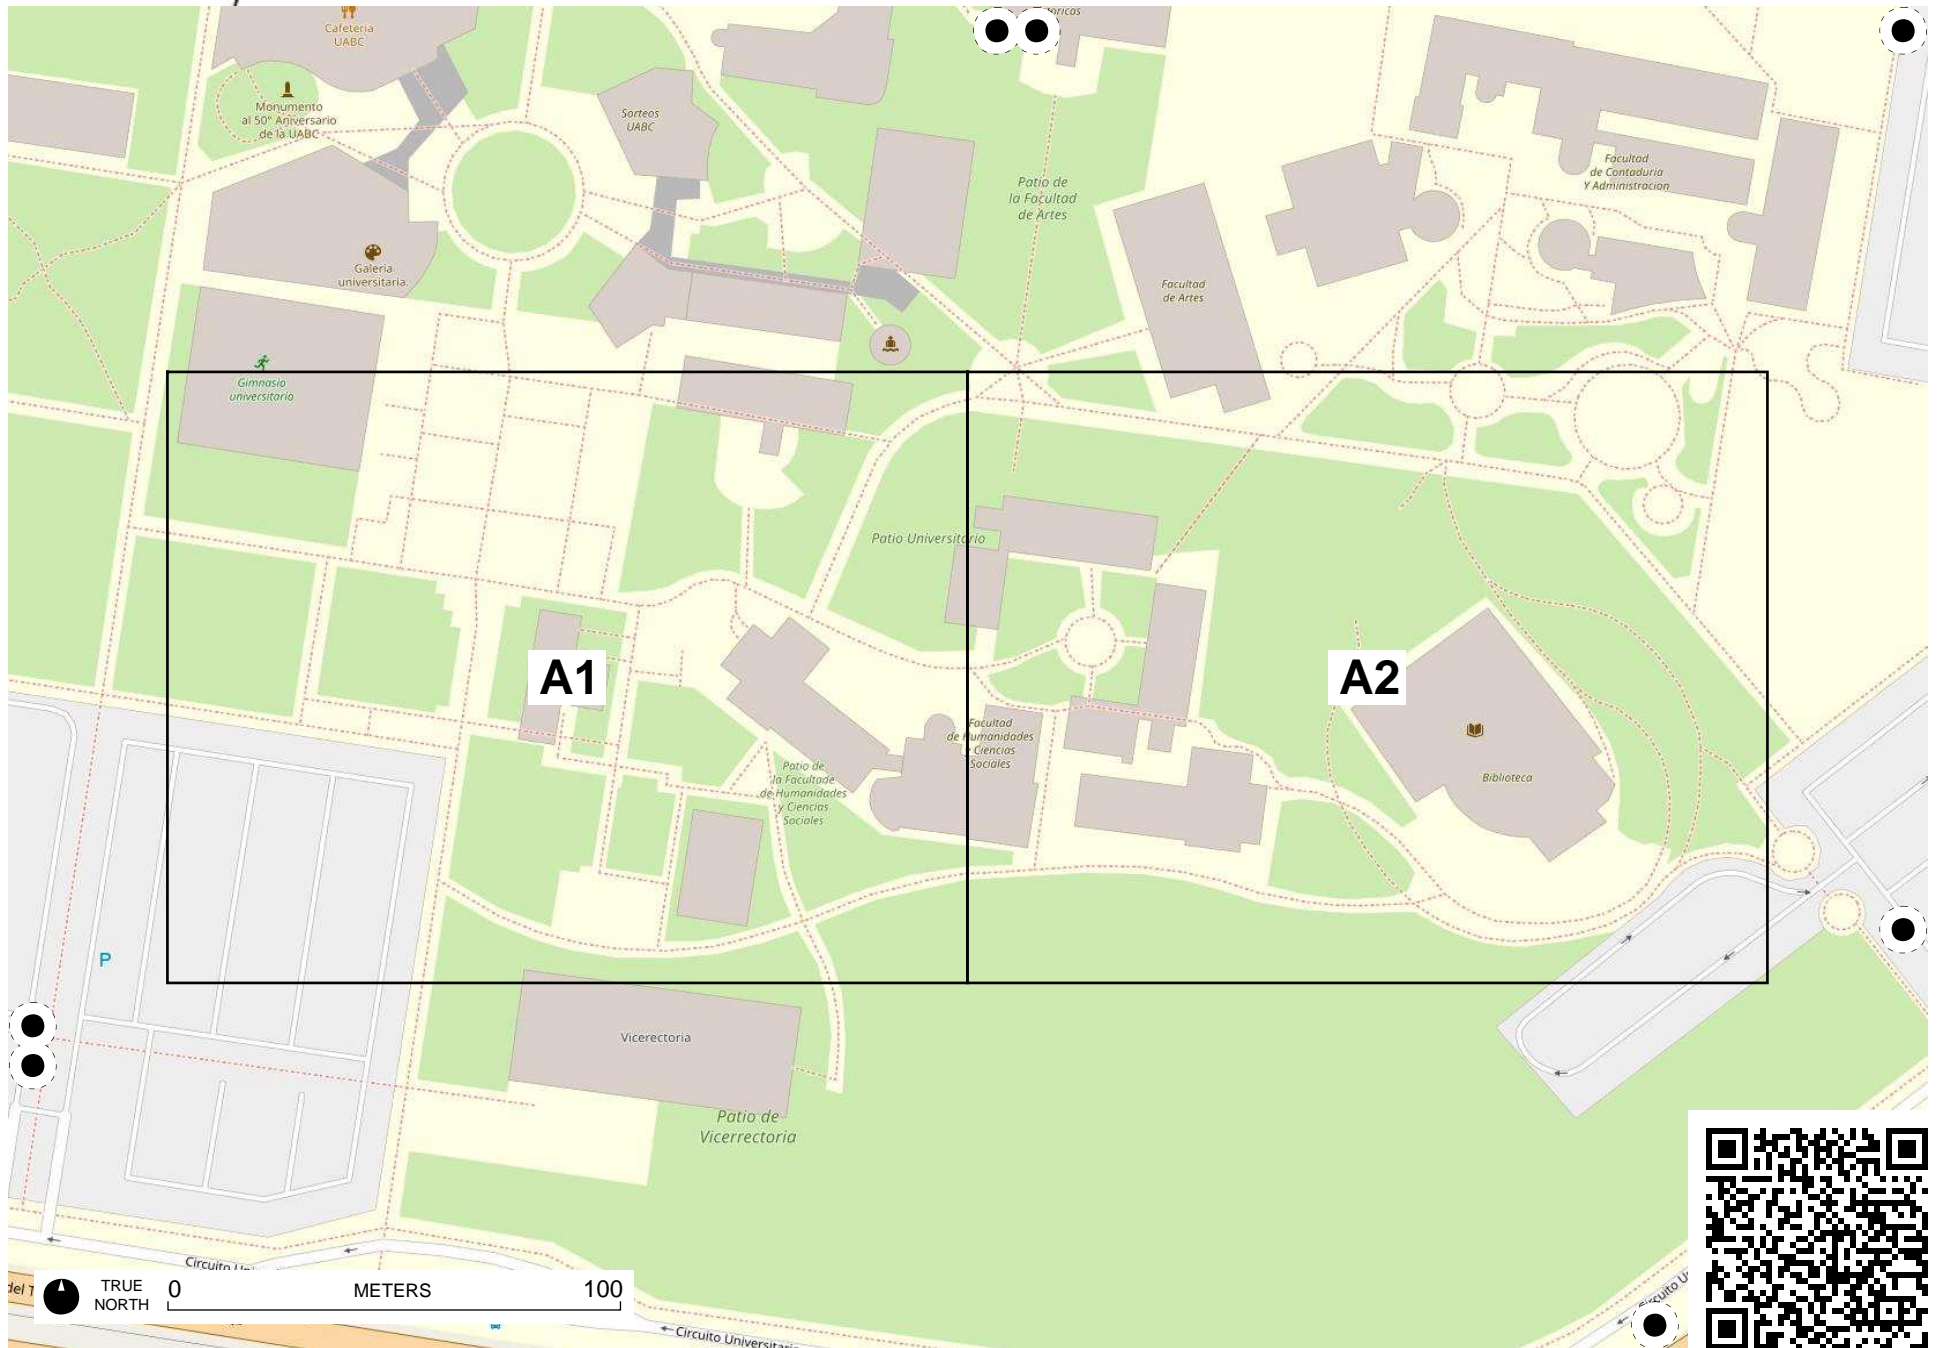 Cafeteria
UABC
Monumento
al 50° Aniversario
de la UABC
Sorteos
UABC
Patio de
la Facultad
de Artes
Facultad
de Contaduria
Y Administracion
Galeria
universitaria.
Facultad
de Artes
Gimnasio
universitario
Patio Universitario
A1
A2
Facultad
de Humanidades
y Ciencias
Sociales
Patio de
la Facultade
de Humanidades
y Ciencias
Sociales
Biblioteca
P
Vicerectoria
Patio de
Vicerrectoria
Circuito
del
TRUE
NORTH
0
METERS
100
Circuito Universitario
Circuito